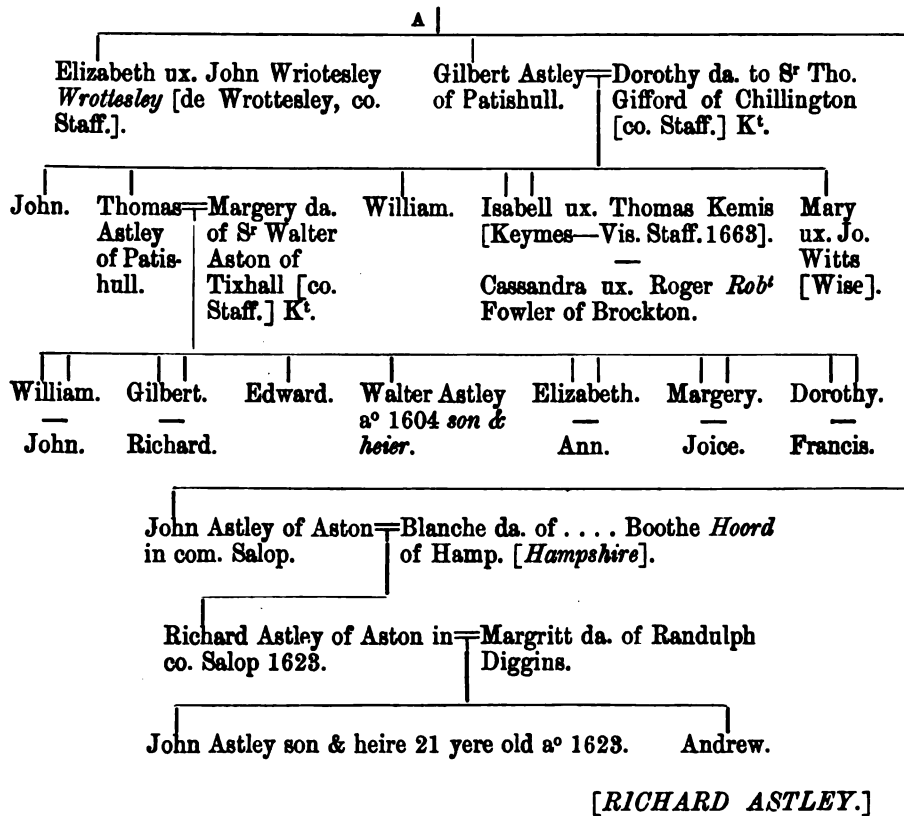 A
Elizabeth ux. John Wriotesley
Wrottesley [de Wrottesley, co.
Staff.].
Gilbert Astley
of Patishull.
Dorothy da. to Sʳ Tho.
Gifford of Chillington
[co. Staff.] Kᵗ.
John.
Thomas
Astley
of Patis-
hull.
Margery da.
of Sʳ Walter
Aston of
Tixhall [co.
Staff.] Kᵗ.
William.
Isabell ux. Thomas Kemis
[Keymes—Vis. Staff. 1663].
—
Cassandra ux. Roger Robᵗ
Fowler of Brockton.
Mary
ux. Jo.
Witts
[Wise].
William.
—
John.
Gilbert.
—
Richard.
Edward.
Walter Astley
aº 1604 son &
heier.
Elizabeth.
—
Ann.
Margery.
—
Joice.
Dorothy.
—
Francis.
John Astley of Aston
in com. Salop.
Blanche da. of . . . . Boothe Hoord
of Hamp. [Hampshire].
Richard Astley of Aston in
co. Salop 1623.
Margritt da. of Randulph
Diggins.
John Astley son & heire 21 yere old aº 1623.
Andrew.
[RICHARD ASTLEY.]